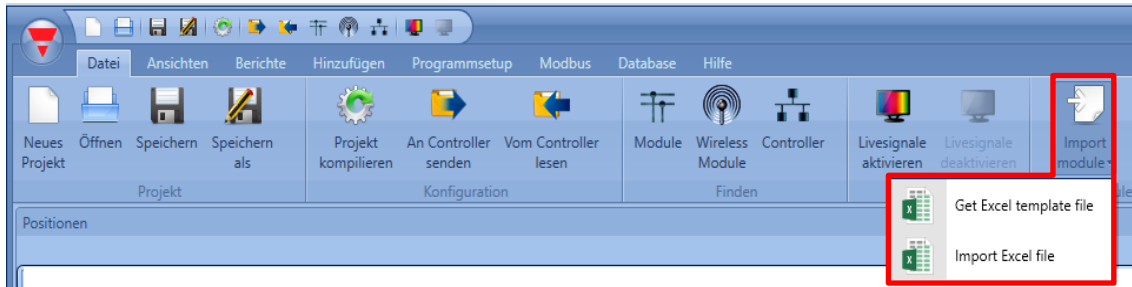 Datei Ansichten Berichte Hinzufügen Programmsetup Modbus Database Hilfe
Neues Projekt
Öffnen
Speichern
Speichern als
Projekt kompilieren
An Controller senden
Vom Controller lesen
Module
Wireless Module
Controller
Livesignale aktivieren
Livesignale deaktivieren
Import module
Projekt Konfiguration Finden
Get Excel template file
Import Excel file
Positionen